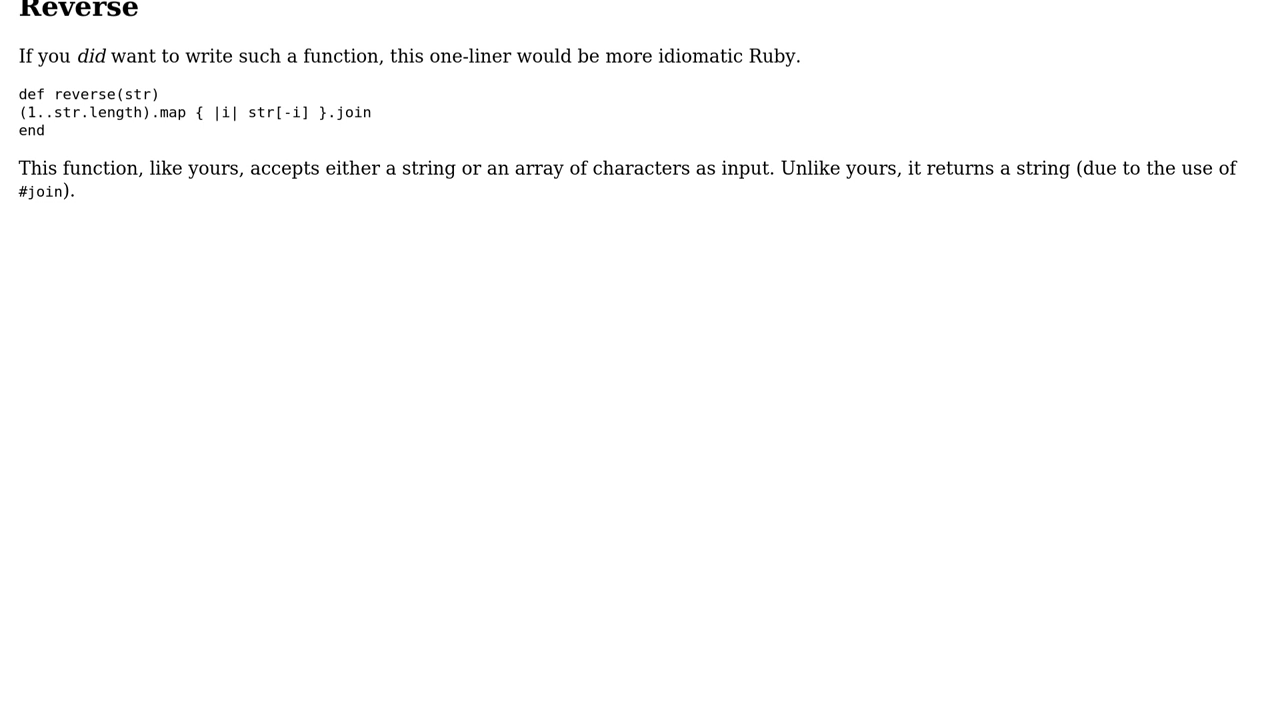 Reverse
If you did want to write such a function, this one-liner would be more idiomatic Ruby.
def reverse(str)
(1..str.length).map { |i| str[-i] }.join
end
This function, like yours, accepts either a string or an array of characters as input. Unlike yours, it returns a string (due to the use of
#join).